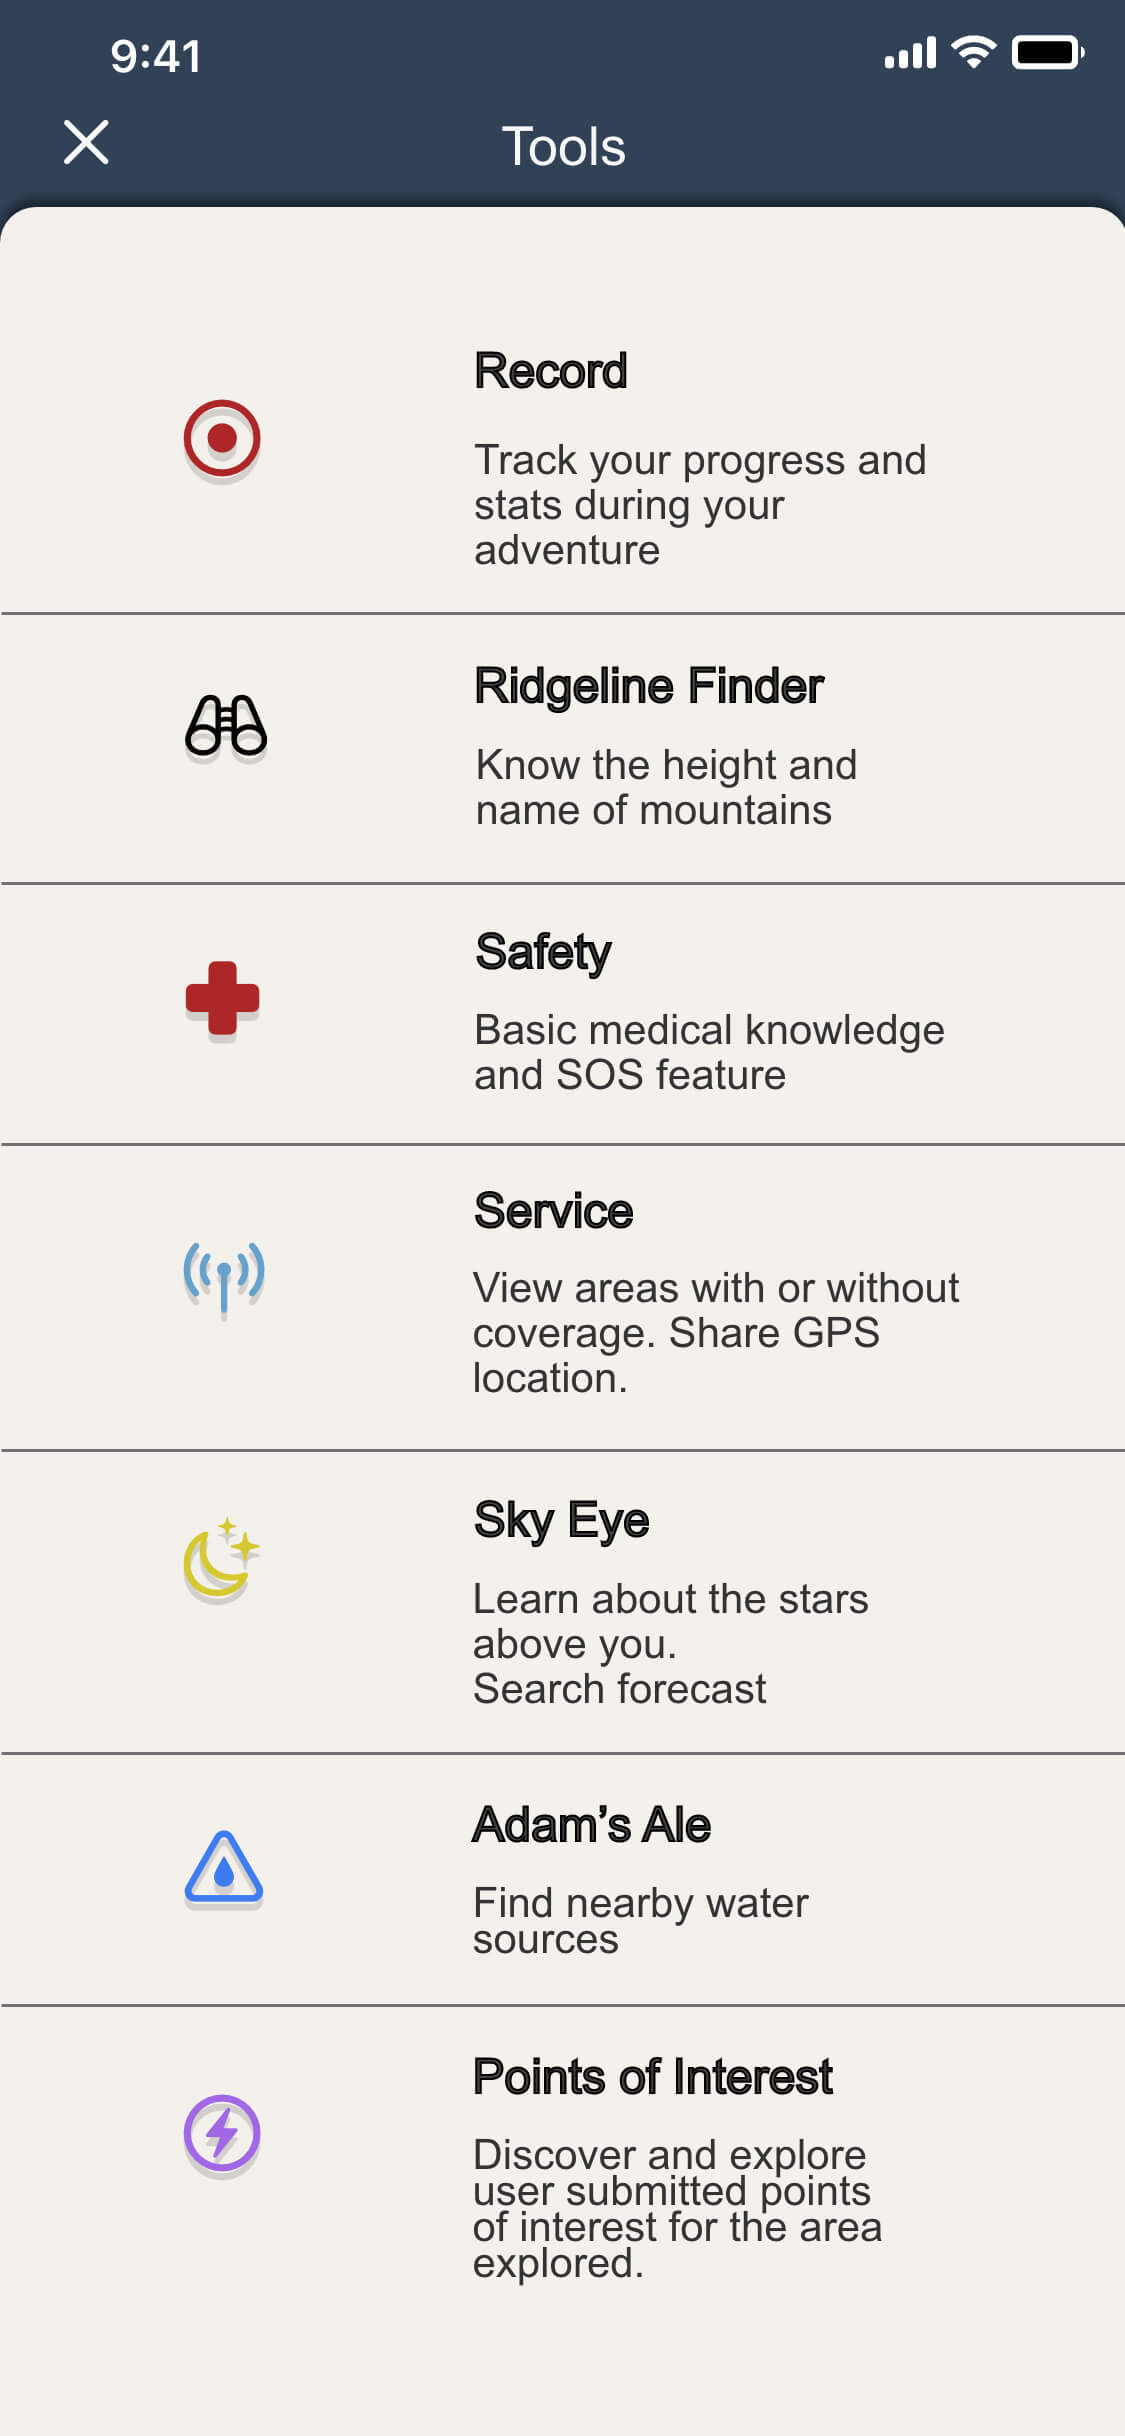 9:41
Tools
Record
Track your progress and
stats during your
adventure
Ridgeline Finder
Know the height and
name of mountains
Safety
Basic medical knowledge
and SOS feature
Service
View areas with or without
coverage. Share GPS
location.
Sky Eye
Learn about the stars
above you.
Search forecast
Adam’s Ale
Find nearby water
sources
Points of Interest
Discover and explore
user submitted points
of interest for the area
explored.